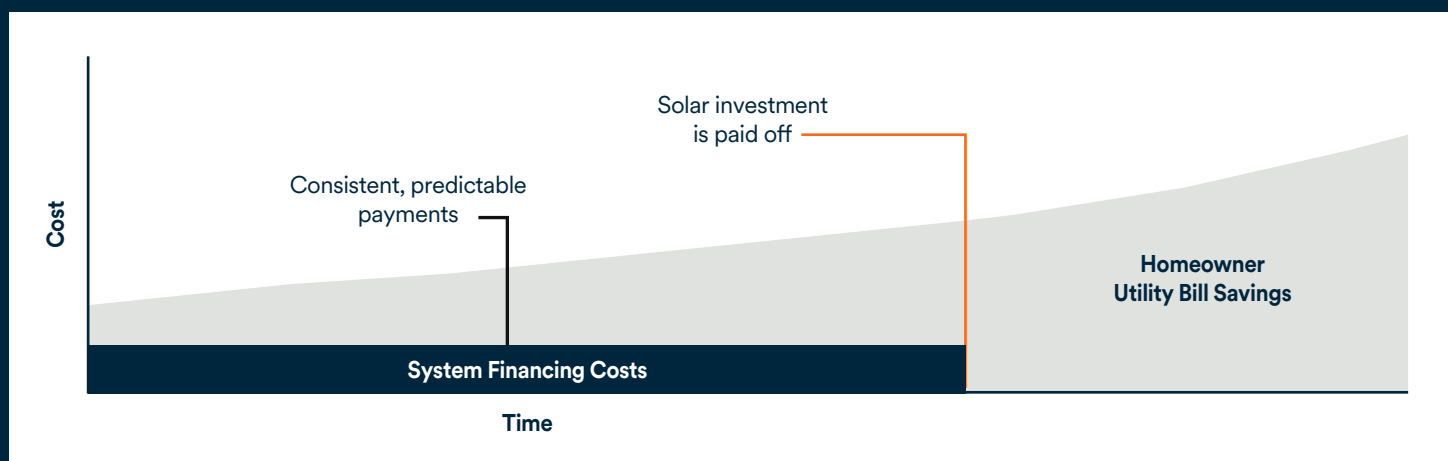 Solar investment
is paid off
Consistent, predictable
payments
Cost
Homeowner
Utility Bill Savings
System Financing Costs
Time